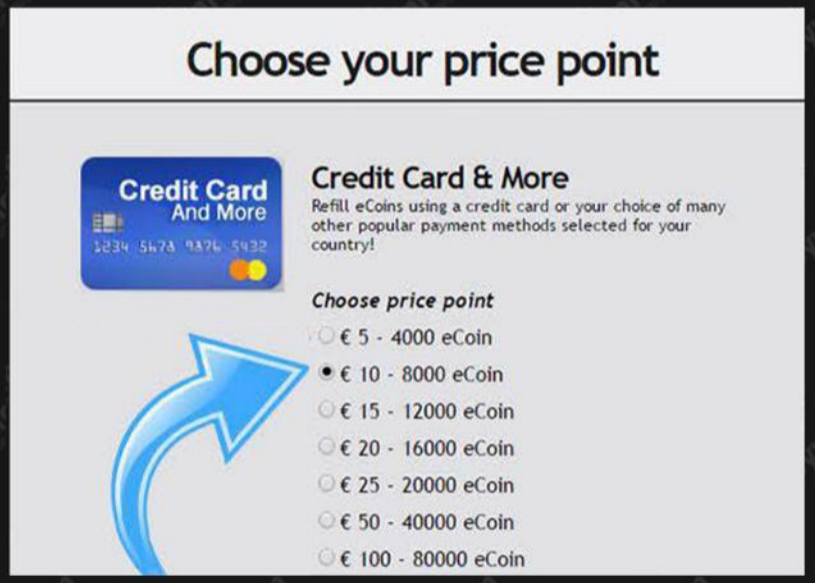 Choose your price point
Credit Card
And More
1234 5678 9876 5432
Credit Card & More
Refill eCoins using a credit card or your choice of many
other popular payment methods selected for your
country!
Choose price point
€ 5 - 4000 eCoin
€ 10 - 8000 eCoin
€ 15 - 12000 eCoin
€ 20 - 16000 eCoin
€ 25 - 20000 eCoin
€ 50 - 40000 eCoin
€ 100 - 80000 eCoin